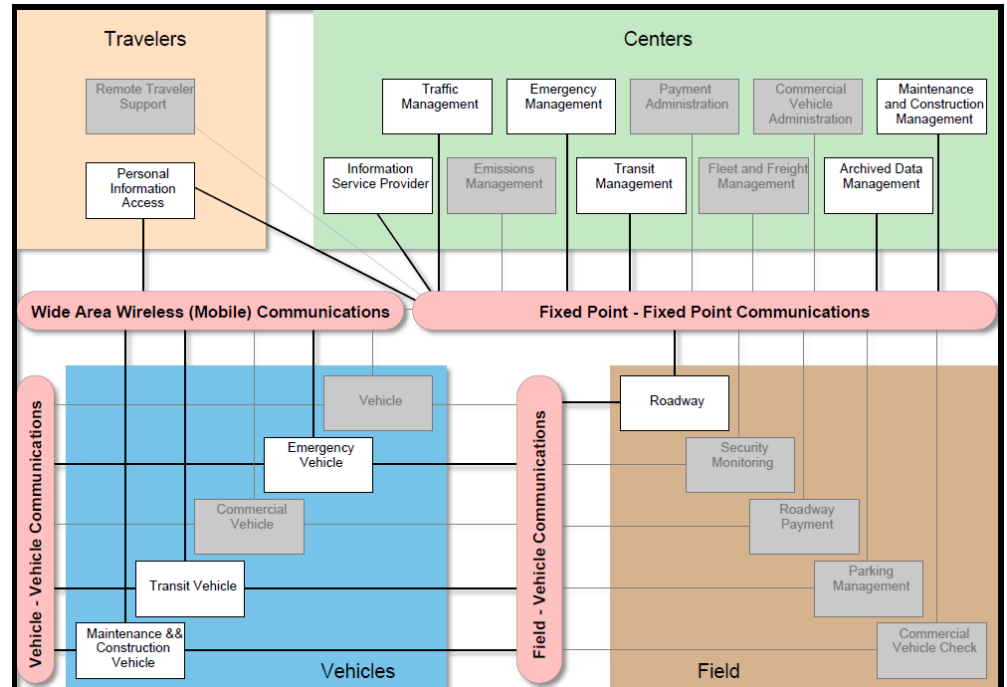 Travelers
Centers
Remote Traveler
Support
Traffic
Management
Emergency
Management
Payment
Administration
Commercial
Vehicle
Administration
Maintenance
and Construction
Management
Personal
Information
Access
Information
Service Provider
Emissions
Management
Transit
Management
Fleet and Freight
Management
Archived Data
Management
Wide Area Wireless (Mobile) Communications
Fixed Point - Fixed Point Communications
Vehicle - Vehicle Communications
Vehicle
Emergency
Vehicle
Commercial
Vehicle
Transit Vehicle
Maintenance &&
Construction
Vehicle
Vehicles
Field - Vehicle Communications
Roadway
Security
Monitoring
Roadway
Payment
Parking
Management
Commercial
Vehicle Check
Field